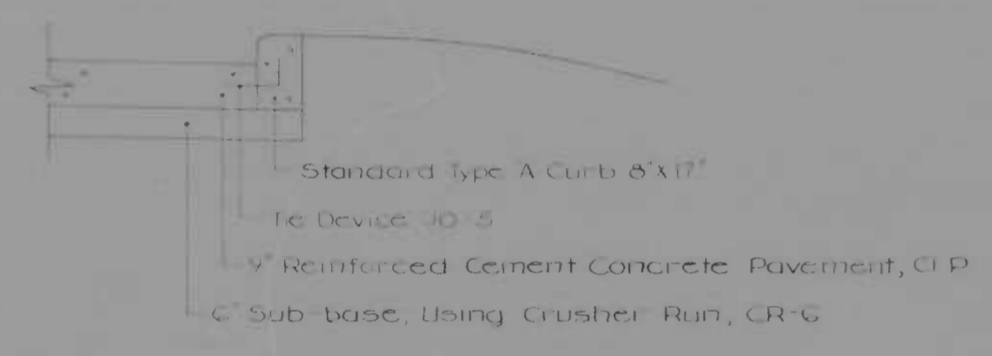 Standard Type A Curb 8"X17"
Tie Device
9" Reinforced Cement Concrete Pavement,
6" Sub-base, Using Crusher Run, CR-6